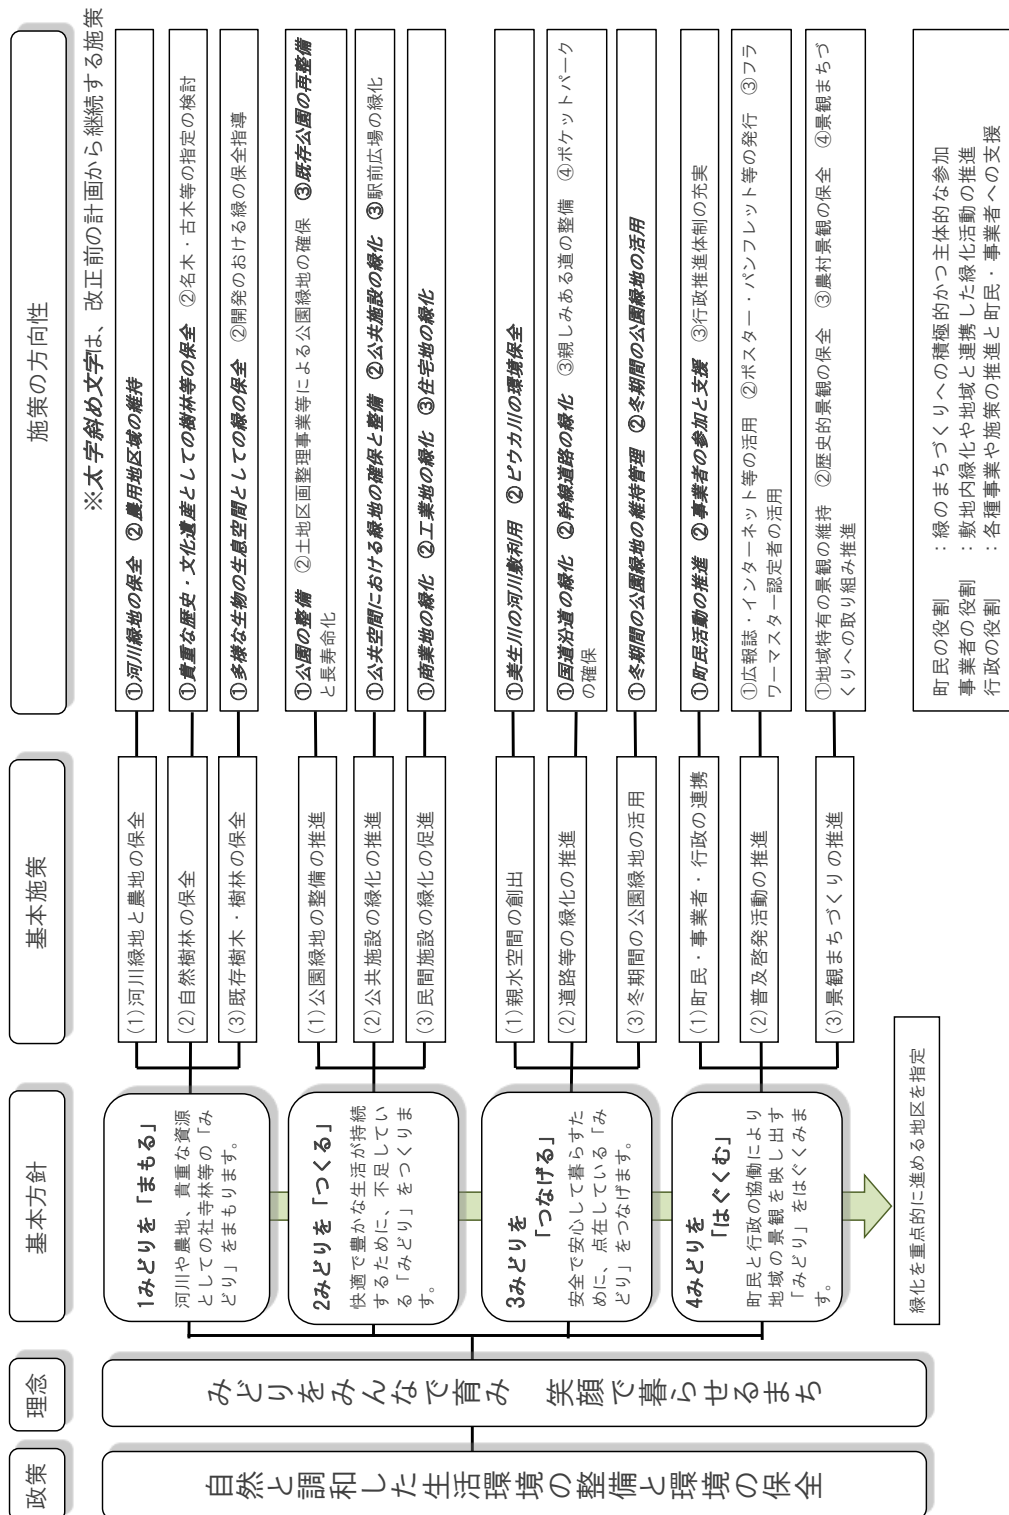 政策
理念
基本方針
基本施策
施策の方向性
※太字斜め文字は、改正前の計画から継続する施策
自然と調和した生活環境の整備と環境の保全
みどりをみんなで育み 笑顔で暮らせるまち
1みどりを「まもる」
河川や農地、貴重な資源
としての社寺林等の「み
どり」をまもります。
(1)河川緑地と農地の保全
①河川緑地の保全 ②農用地区域の維持
(2)自然樹林の保全
①貴重な歴史・文化遺産としての樹林等の保全 ②名木・古木等の指定の検討
(3)既存樹木・樹林の保全
①多様な生物の生息空間としての緑の保全 ②開発のおける緑の保全指導
2みどりを「つくる」
快適で豊かな生活が持続
するために、不足してい
る「みどり」をつくりま
す。
(1)公園緑地の整備の推進
①公園の整備 ②土地区画整理事業等による公園緑地の確保 ③既存公園の再整備
と長寿命化
(2)公共施設の緑化の推進
①公共空間における緑地の確保と整備 ②公共施設の緑化 ③駅前広場の緑化
(3)民間施設の緑化の促進
①商業地の緑化 ②工業地の緑化 ③住宅地の緑化
3みどりを
「つなげる」
安全で安心して暮らすた
めに、点在している「み
どり」をつなげます。
(1)親水空間の創出
①美生川の河川敷利用 ②ピウカ川の環境保全
(2)道路等の緑化の推進
①国道沿道の緑化 ②幹線道路の緑化 ③親しみある道の整備 ④ポケットパーク
の確保
(3)冬期間の公園緑地の活用
①冬期間の公園緑地の維持管理 ②冬期間の公園緑地の活用
4みどりを
「はぐくむ」
町民と行政の協働により
地域の景観を映し出す
「みどり」をはぐくみま
す。
(1)町民・事業者・行政の連携
①町民活動の推進 ②事業者の参加と支援 ③行政推進体制の充実
(2)普及啓発活動の推進
①広報誌・インターネット等の活用 ②ポスター・パンフレット等の発行 ③フラ
ワーマスター認定者の活用
(3)景観まちづくりの推進
①地域特有の景観の維持 ②歴史的景観の保全 ③農村景観の保全 ④景観まちづ
くりへの取り組み推進
緑化を重点的に進める地区を指定
町民の役割 ：緑のまちづくりへの積極的かつ主体的な参加
事業者の役割 ：敷地内緑化や地域と連携した緑化活動の推進
行政の役割 ：各種事業や施策の推進と町民・事業者への支援